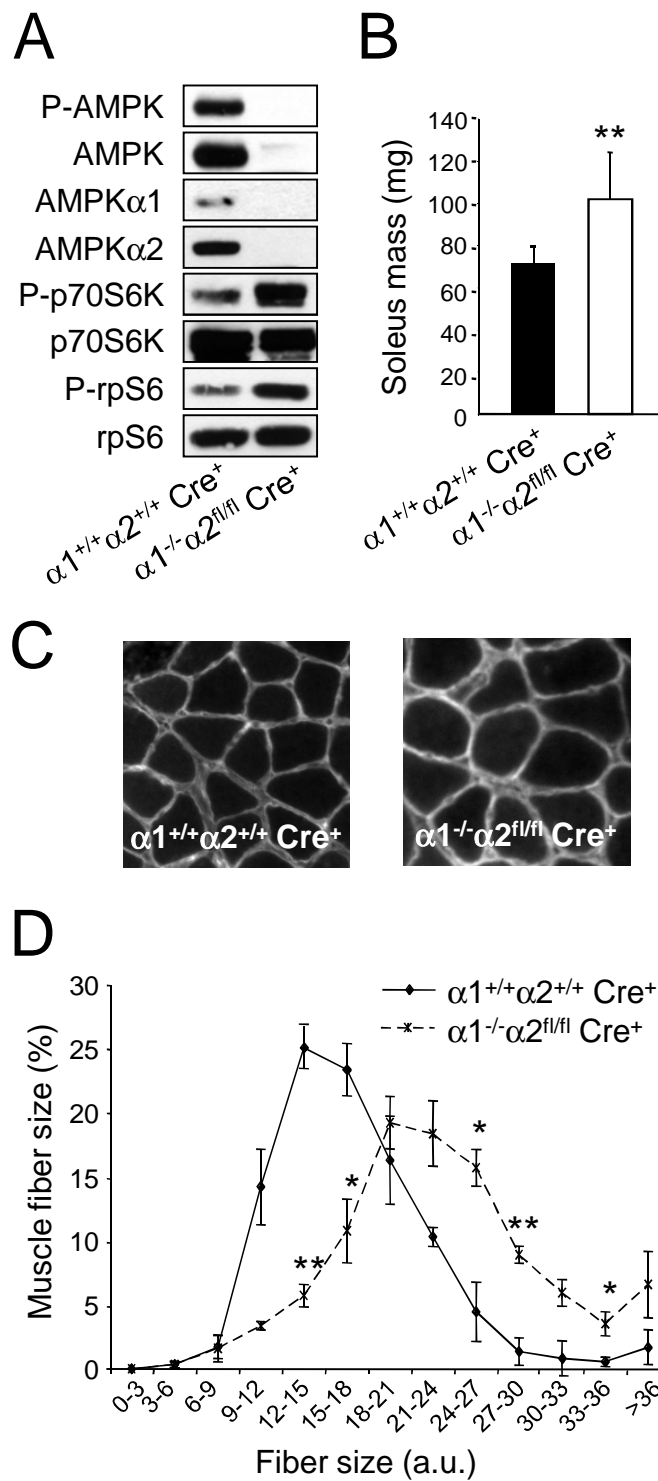 A
P-AMPK
AMPK
AMPKα1
AMPKα2
P-p70S6K
p70S6K
P-rpS6
rpS6
α1+/+α2+/+ Cre+
α1-/-α2fl/fl Cre+
B
Soleus mass (mg)
140
120
100
80
60
40
20
0
**
α1+/+α2+/+ Cre+
α1-/-α2fl/fl Cre+
C
α1+/+α2+/+ Cre+
α1-/-α2fl/fl Cre+
D
Muscle fiber size (%)
30
25
20
15
10
5
0
α1+/+α2+/+ Cre+
α1-/-α2fl/fl Cre+
**
*
*
**
*
0-3
3-6
6-9
9-12
12-15
15-18
18-21
21-24
24-27
27-30
30-33
33-36
>36
Fiber size (a.u.)